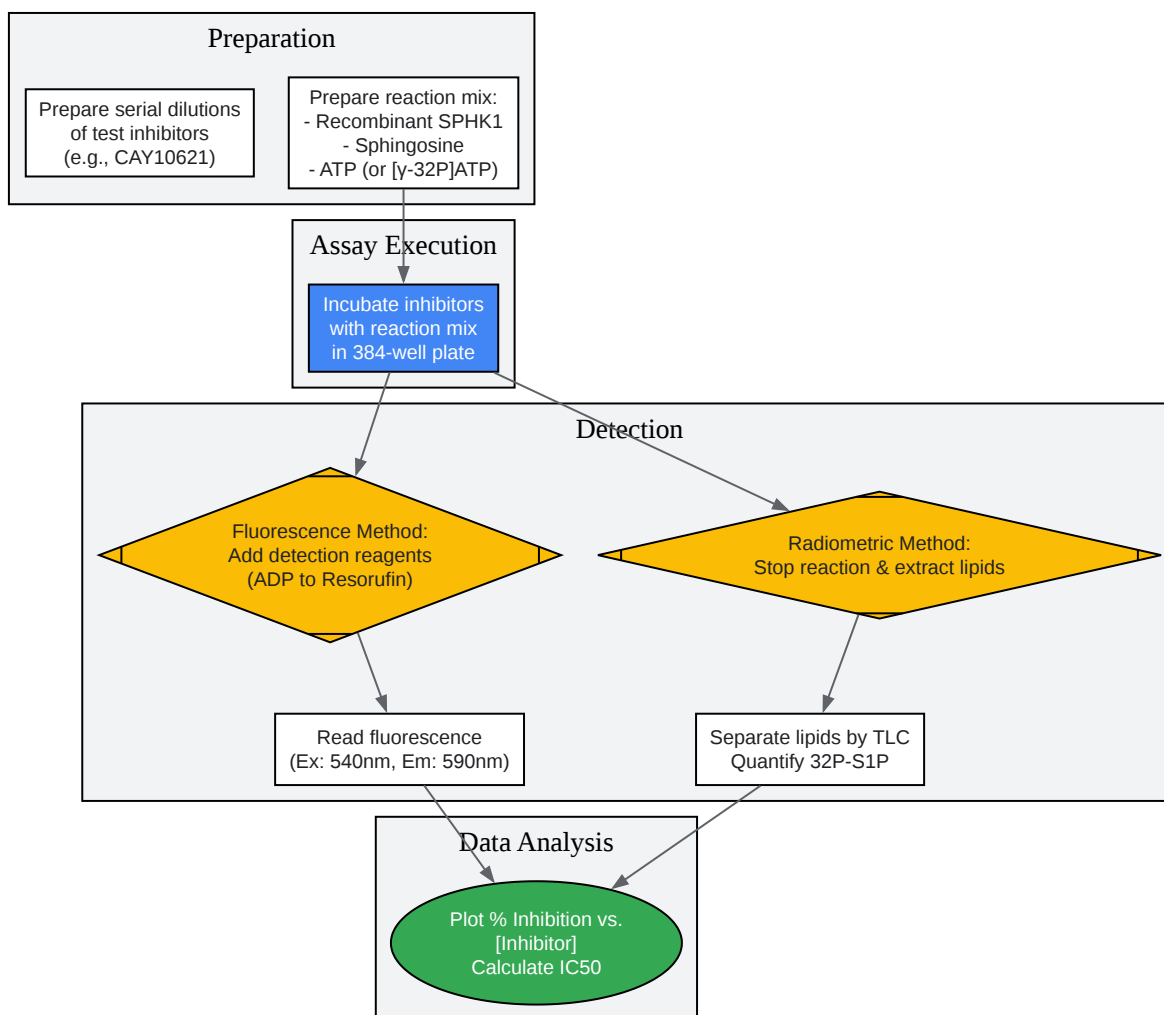 Preparation
Prepare serial dilutions
of test inhibitors
(e.g., CAY10621)
Prepare reaction mix:
- Recombinant SPHK1
- Sphingosine
- ATP (or [γ-32P]ATP)
Assay Execution
Incubate inhibitors
with reaction mix
in 384-well plate
Detection
Fluorescence Method:
Add detection reagents
(ADP to Resorufin)
Radiometric Method:
Stop reaction & extract lipids
Read fluorescence
(Ex: 540nm, Em: 590nm)
Separate lipids by TLC
Quantify 32P-S1P
Data Analysis
Plot % Inhibition vs.
[Inhibitor]
Calculate IC50